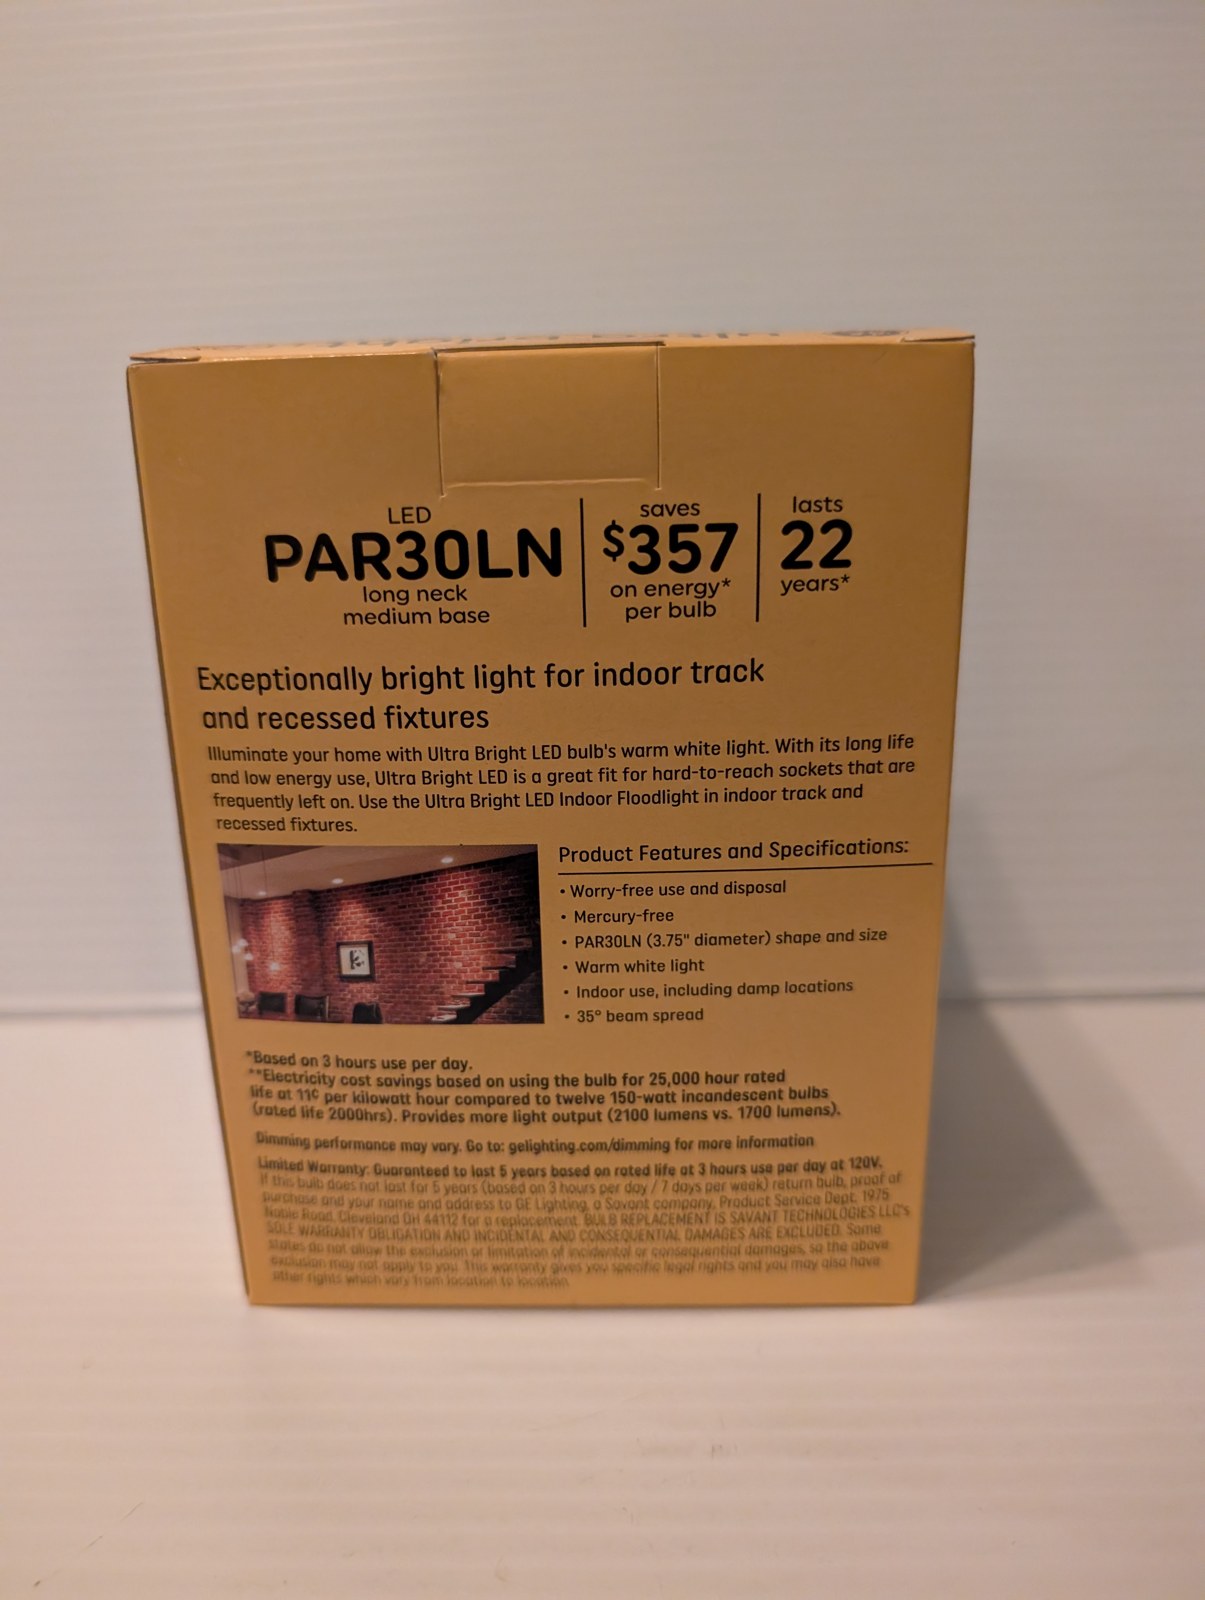 LED
PAR30LN
long neck
medium base
saves
$357
on energy*
per bulb
lasts
22
years*
Exceptionally bright light for indoor track
and recessed fixtures
Illuminate your home with Ultra Bright LED bulb's warm white light. With its long life
and low energy use, Ultra Bright LED is a great fit for hard-to-reach sockets that are
frequently left on. Use the Ultra Bright LED Indoor Floodlight in indoor track and
recessed fixtures.
Product Features and Specifications:
• Worry-free use and disposal
• Mercury-free
• PAR30LN (3.75" diameter) shape and size
• Warm white light
• Indoor use, including damp locations
• 35° beam spread
*Based on 3 hours use per day.
**Electricity cost savings based on using the bulb for 25,000 hour rated
life at 11¢ per kilowatt hour compared to twelve 150-watt incandescent bulbs
(rated life 2000hrs). Provides more light output (2100 lumens vs. 1700 lumens).
Dimming performance may vary. Go to: gelighting.com/dimming for more information
Limited Warranty: Guaranteed to last 5 years based on rated life at 3 hours use per day at 120V.
If this bulb does not last for 5 years (based on 3 hours per day / 7 days per week) return bulb, proof of
purchase and your name and address to GE Lighting, a Savant company, Product Service Dept, 1975
Noble Road, Cleveland OH 44112 for a replacement. BULB REPLACEMENT IS SAVANT TECHNOLOGIES LLC's
SOLE WARRANTY OBLIGATION AND INCIDENTAL AND CONSEQUENTIAL DAMAGES ARE EXCLUDED. Some
states do not allow the exclusion or limitation of incidental or consequential damages, so the above
exclusion may not apply to you. This warranty gives you specific legal rights and you may also have
other rights which vary from location to location.